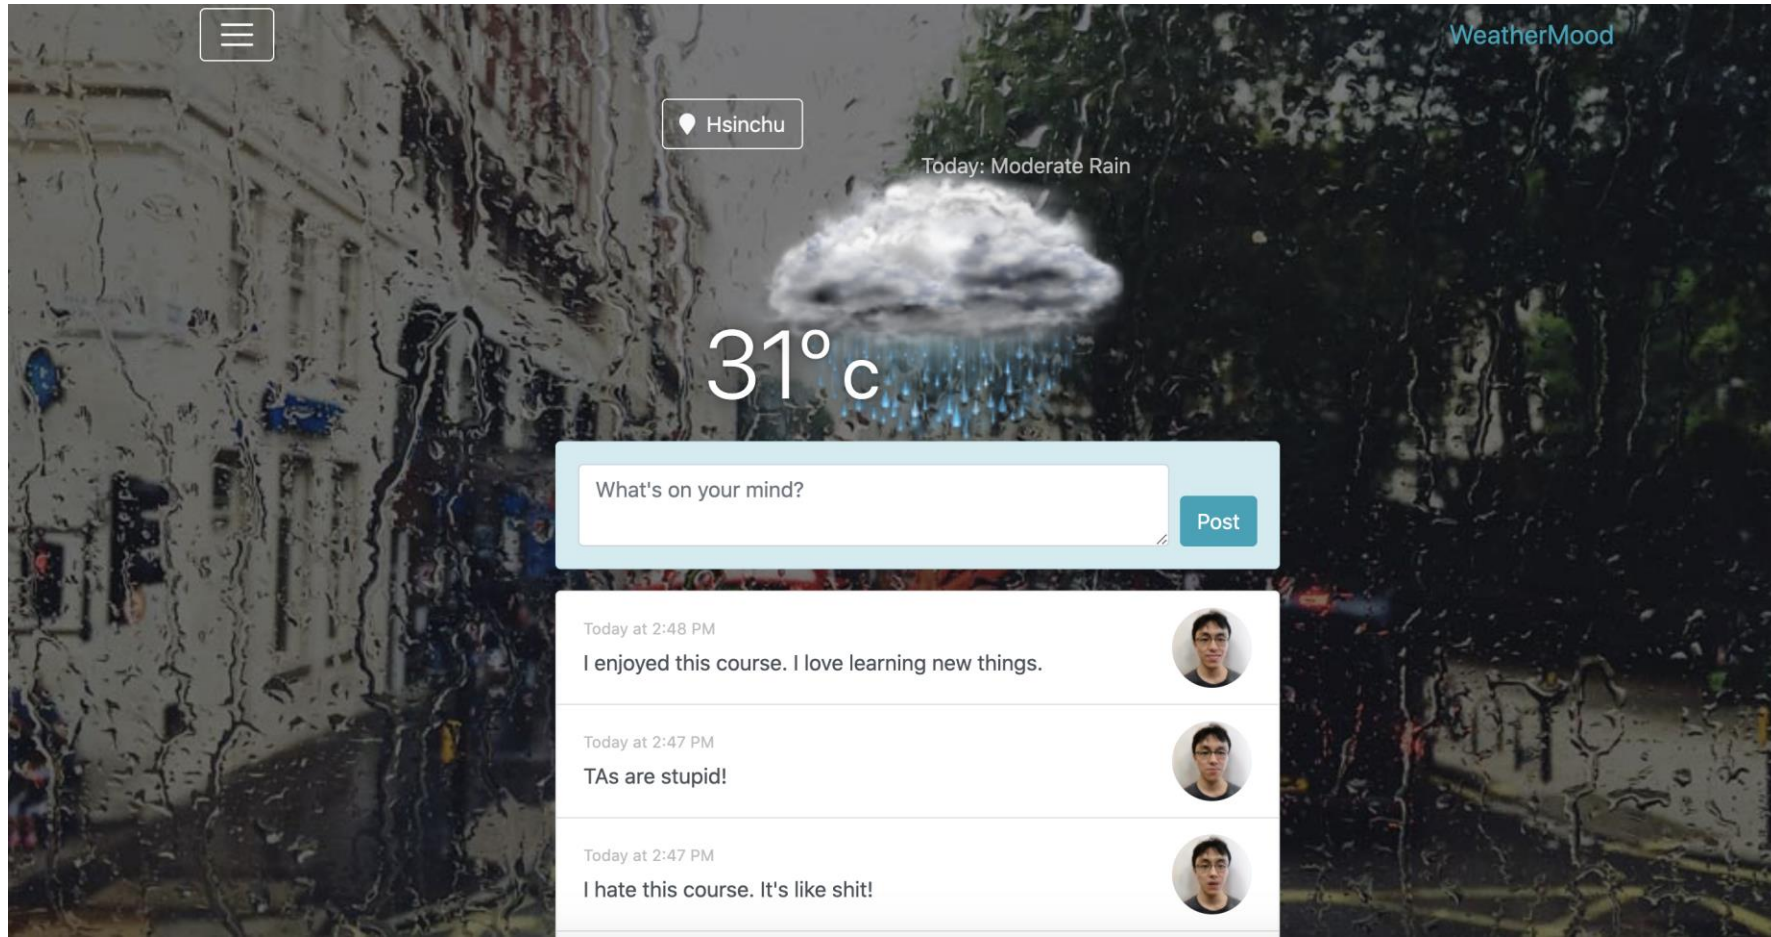 WeatherMood
Hsinchu
Today: Moderate Rain
31°c
What's on your mind?
Post
Today at 2:48 PM
I enjoyed this course. I love learning new things.
Today at 2:47 PM
TAs are stupid!
Today at 2:47 PM
I hate this course. It's like shit!